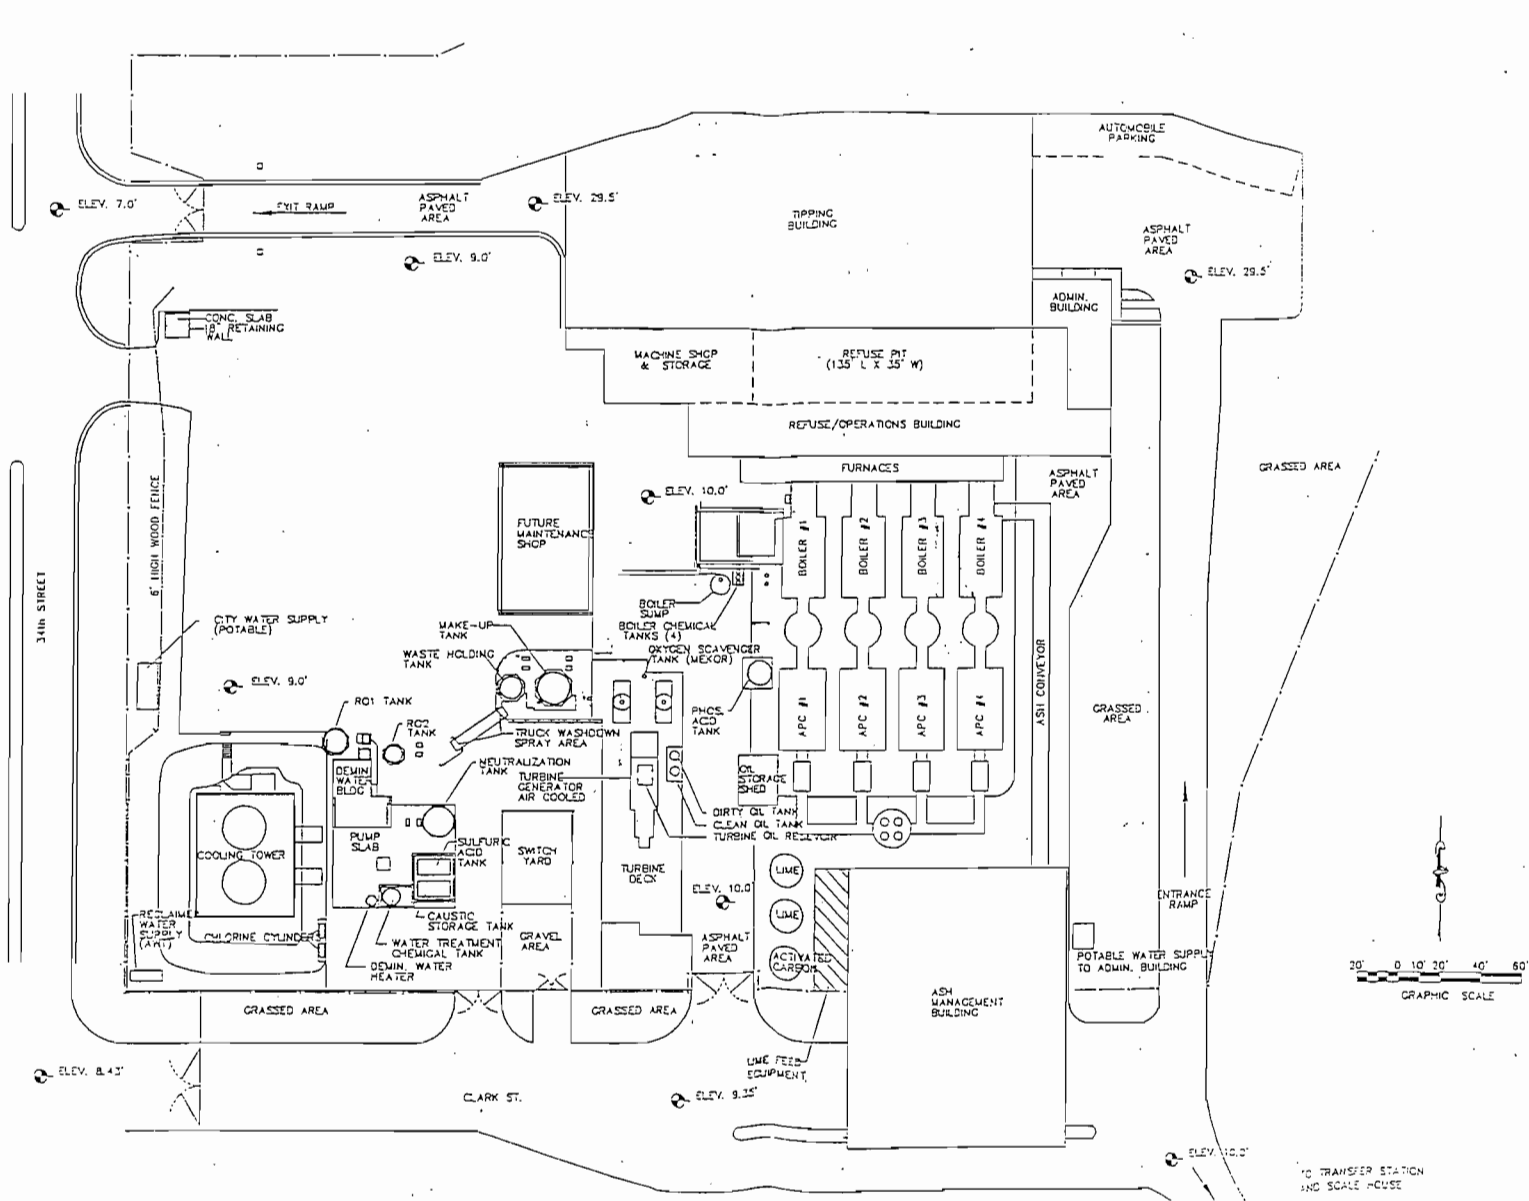 AUTOMOBILE
PARKING
ELEV. 7.0'
EXIT RAMP
ASPHALT
PAVED
AREA
ELEV. 29.5'
TIPPING
BUILDING
ASPHALT
PAVED
AREA
ELEV. 9.0'
ELEV. 29.5'
ADMIN.
BUILDING
CONC. SLAB
18" RETAINING
WALL
MACHINE SHOP
& STORAGE
REFUSE PIT
(135' L X 35' W)
REFUSE/OPERATIONS BUILDING
FURNACES
ASPHALT
PAVED
AREA
GRASSED AREA
ELEV. 10.0'
6' HIGH WOOD FENCE
FUTURE
MAINTENANCE
SHOP
BOILER #1
BOILER #2
BOILER #3
BOILER #4
34th STREET
CITY WATER SUPPLY
(POTABLE)
BOILER
SUMP
BOILER CHEMICAL
TANKS (4)
MAKE-UP
TANK
WASTE HOLDING
TANK
OXYGEN SCAVENGER
TANK (MEKOR)
ELEV. 9.0'
RO1 TANK
RO2
TANK
PHOS.
ACID
TANK
APC #1
APC #2
APC #3
APC #4
ASH CONVEYOR
GRASSED
AREA
TRUCK WASHDOWN
SPRAY AREA
NEUTRALIZATION
TANK
DEMIN.
WATER
BLDG
TURBINE
GENERATOR
AIR COOLED
OIL
STORAGE
SHED
DIRTY OIL TANK
CLEAN OIL TANK
TURBINE OIL RESEVOIR
PUMP
SLAB
SULFURIC
ACID
TANK
COOLING TOWER
SWITCH
YARD
TURBINE
DECK
LIME
ELEV. 10.0'
ENTRANCE
RAMP
RECLAIMED
WATER
SUPPLY
(AWT)
CHLORINE CYLINDERS
CAUSTIC
STORAGE TANK
WATER TREATMENT
CHEMICAL TANK
DEMIN. WATER
HEATER
GRAVEL
AREA
ASPHALT
PAVED
AREA
LIME
ACTIVATED
CARBON
POTABLE WATER SUPPLY
TO ADMIN. BUILDING
20' 0 10' 20' 40' 60'
GRAPHIC SCALE
GRASSED AREA
GRASSED AREA
ASH
MANAGEMENT
BUILDING
LIME FEED
EQUIPMENT
ELEV. 8.43'
CLARK ST.
ELEV. 9.35'
ELEV. 10.0'
TO TRANSFER STATION
AND SCALE HOUSE